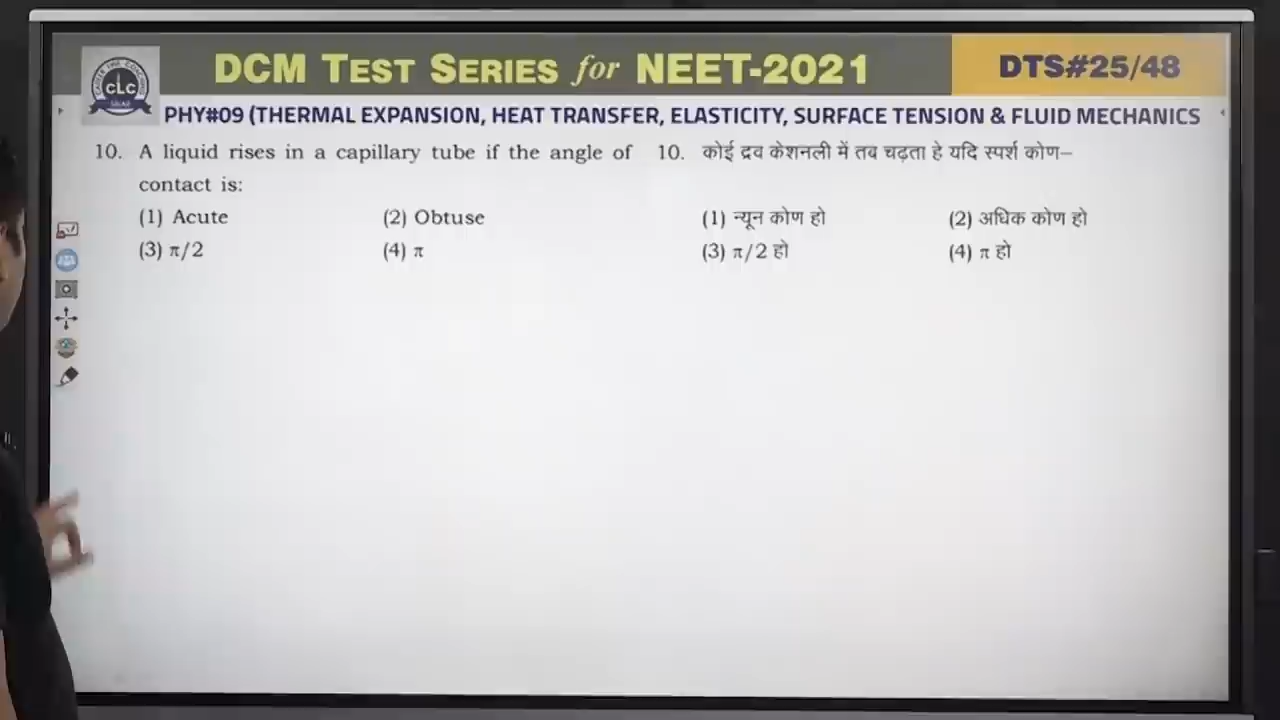 DCM TEST SERIES for NEET-2021
DTS#25/48
CLC
PHY#09 (THERMAL EXPANSION, HEAT TRANSFER, ELASTICITY, SURFACE TENSION & FLUID MECHANICS
10. A liquid rises in a capillary tube if the angle of
contact is:
(1) Acute (2) Obtuse
(3) π/2 (4) π
10. कोई द्रव केशनली में तब चढ़ता हे यदि स्पर्श कोण–
(1) न्यून कोण हो (2) अधिक कोण हो
(3) π/2 हो (4) π हो